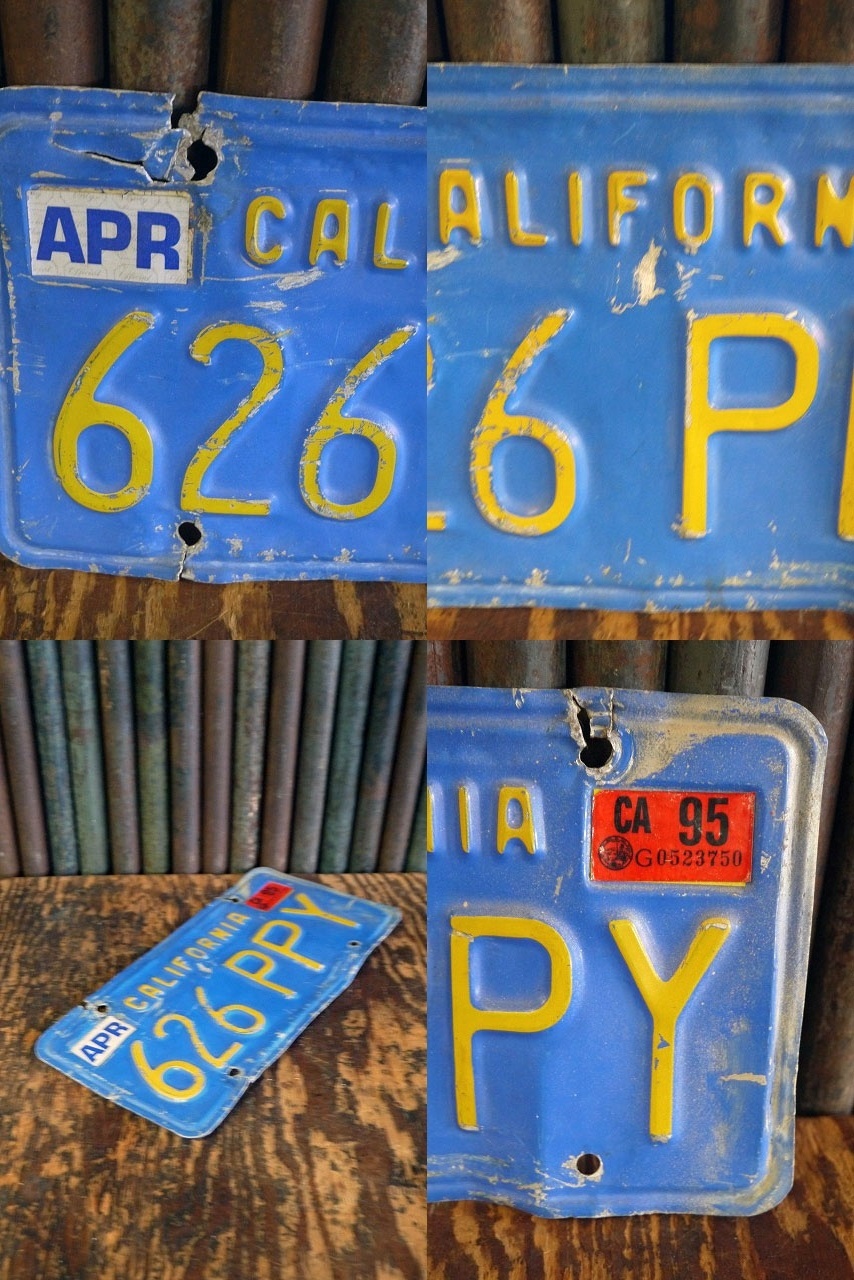 APR
CAL
626
ALIFORN
26 P
CALIFORNIA
APR
626 PPY
IA
CA 95
G0523750
PY